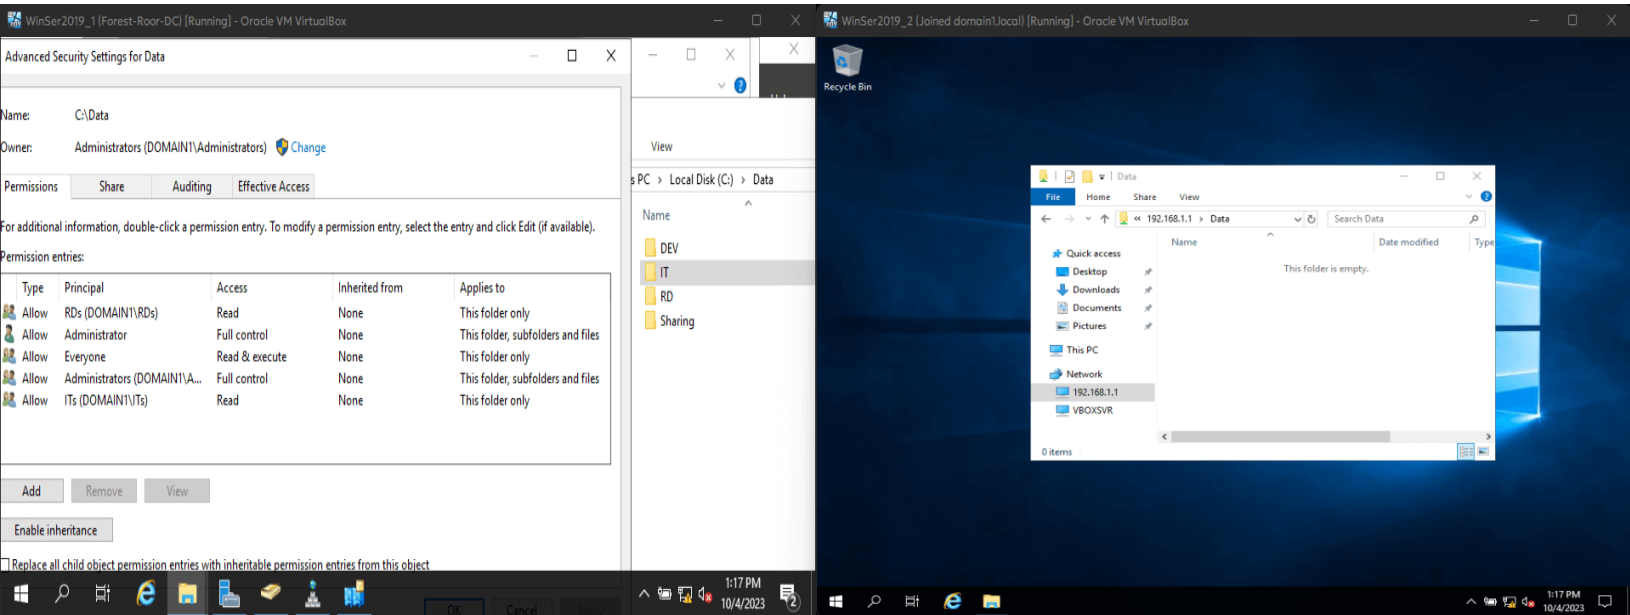 WinSer2019_1 (Forest-Roor-DC) [Running] - Oracle VM VirtualBox
Advanced Security Settings for Data
Name: C:\Data
Owner: Administrators (DOMAIN1\Administrators) Change
Permissions Share Auditing Effective Access
For additional information, double-click a permission entry. To modify a permission entry, select the entry and click Edit (if available).
Permission entries:
Type Principal Access Inherited from Applies to
Allow RDs (DOMAIN1\RDs) Read None This folder only
Allow Administrator Full control None This folder, subfolders and files
Allow Everyone Read & execute None This folder only
Allow Administrators (DOMAIN1\A... Full control None This folder, subfolders and files
Allow ITs (DOMAIN1\ITs) Read None This folder only
Add Remove View
Enable inheritance
Replace all child object permission entries with inheritable permission entries from this object
OK Cancel Apply
View
s PC > Local Disk (C:) > Data
Name
DEV
IT
RD
Sharing
1:17 PM
10/4/2023
2
WinSer2019_2 (Joined domain1.local) [Running] - Oracle VM VirtualBox
Recycle Bin
Data
File Home Share View
« 192.168.1.1 > Data
Search Data
Name Date modified Type
This folder is empty.
Quick access
Desktop
Downloads
Documents
Pictures
This PC
Network
192.168.1.1
VBOXSVR
0 items
1:17 PM
10/4/2023